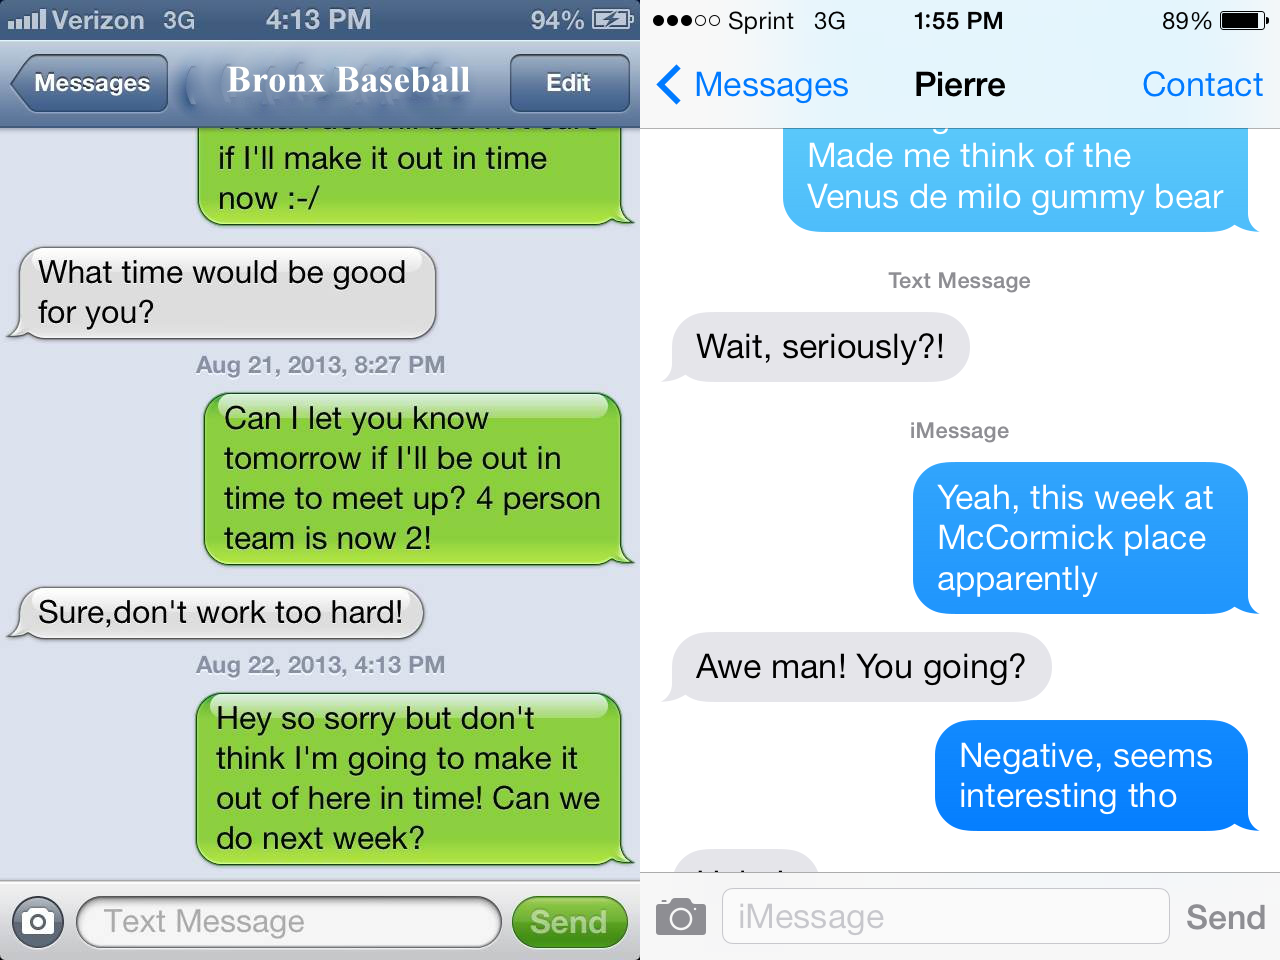 Verizon 3G 4:13 PM 94%
Messages Bronx Baseball Edit
if I'll make it out in time
now :-/
What time would be good
for you?
Aug 21, 2013, 8:27 PM
Can I let you know
tomorrow if I'll be out in
time to meet up? 4 person
team is now 2!
Sure,don't work too hard!
Aug 22, 2013, 4:13 PM
Hey so sorry but don't
think I'm going to make it
out of here in time! Can we
do next week?
Text Message Send
Sprint 3G 1:55 PM 89%
Messages Pierre Contact
Made me think of the
Venus de milo gummy bear
Text Message
Wait, seriously?!
iMessage
Yeah, this week at
McCormick place
apparently
Awe man! You going?
Negative, seems
interesting tho
iMessage Send